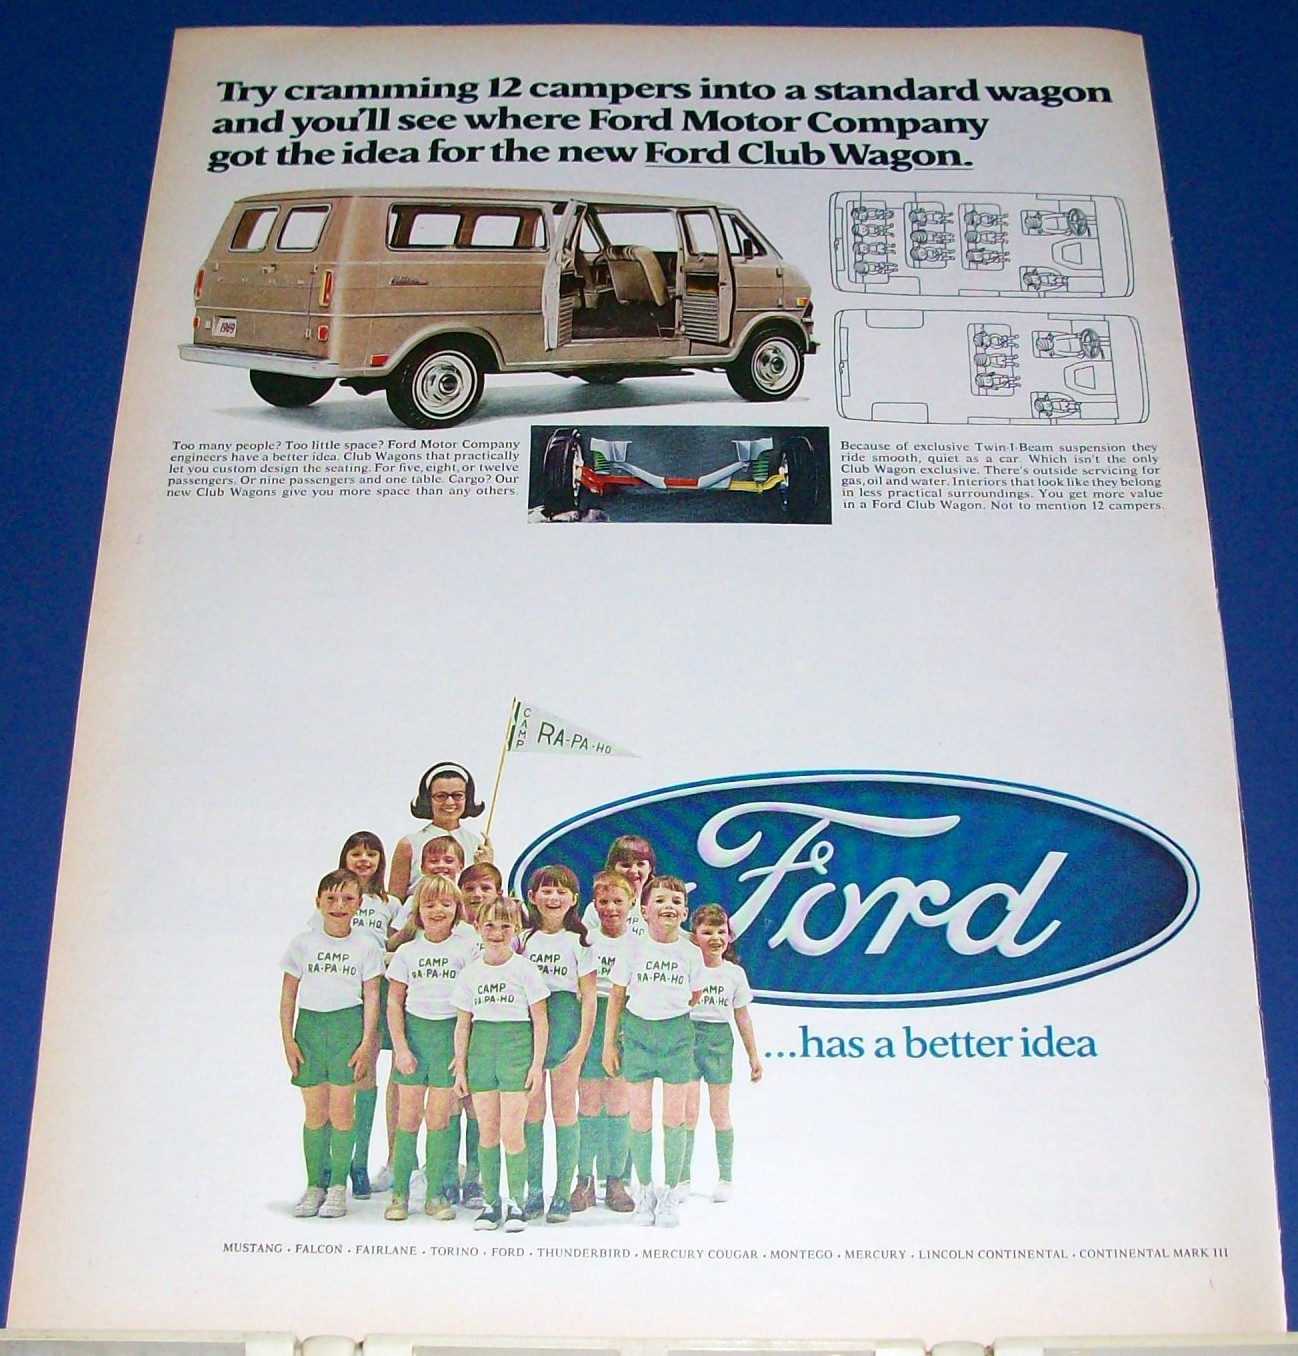 Try cramming 12 campers into a standard wagon
and you'll see where Ford Motor Company
got the idea for the new Ford Club Wagon.
1969
Too many people? Too little space? Ford Motor Company
engineers have a better idea. Club Wagons that practically
let you custom design the seating. For five, eight, or twelve
passengers. Or nine passengers and one table. Cargo? Our
new Club Wagons give you more space than any others.
Because of exclusive Twin-I-Beam suspension they
ride smooth, quiet as a car. Which isn't the only
Club Wagon exclusive. There's outside servicing for
gas, oil and water. Interiors that look like they belong
in less practical surroundings. You get more value
in a Ford Club Wagon. Not to mention 12 campers.
CAMP RA-PA-HO
Ford
CAMP
RA-PA-HO
CAMP
RA-PA-HO
CAMP
RA-PA-HO
CAMP
RA-PA-HO
...has a better idea
MUSTANG · FALCON · FAIRLANE · TORINO · FORD · THUNDERBIRD · MERCURY COUGAR · MONTEGO · MERCURY · LINCOLN CONTINENTAL · CONTINENTAL MARK III